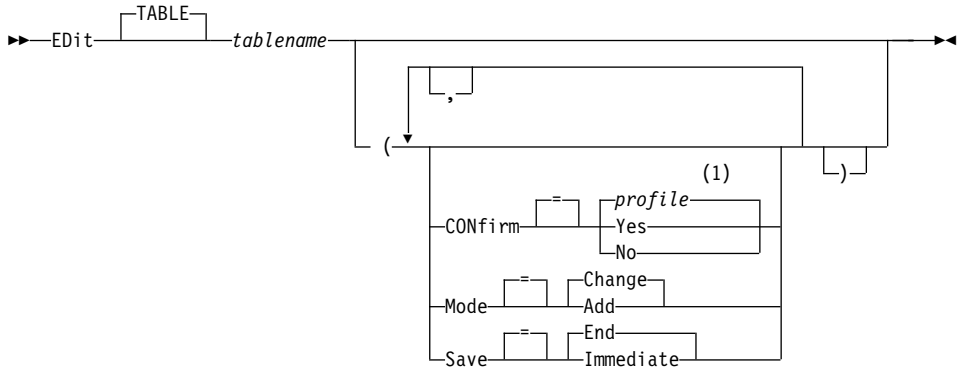 TABLE
EDit tablename
,
(
)
(1)
= profile
CONfirm Yes
No
= Change
Mode Add
= End
Save Immediate